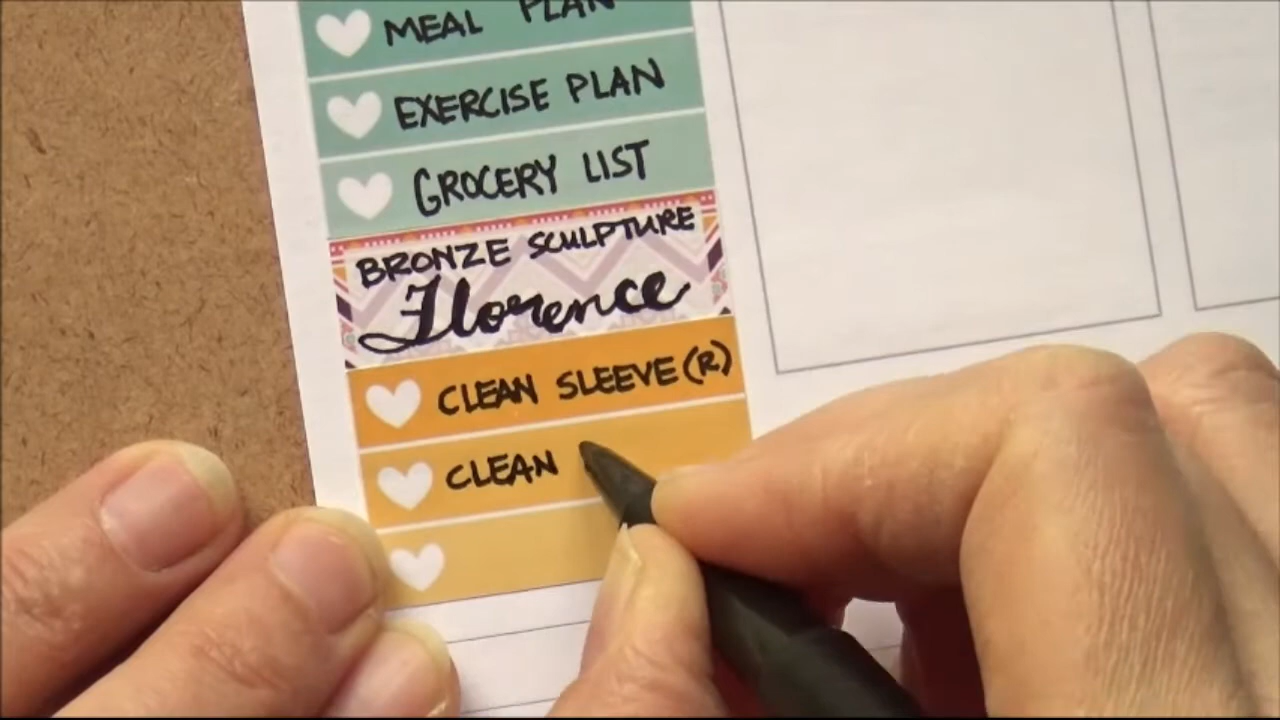 MEAL PLAN
EXERCISE PLAN
GROCERY LIST
BRONZE SCULPTURE
Florence
CLEAN SLEEVE(R)
CLEAN